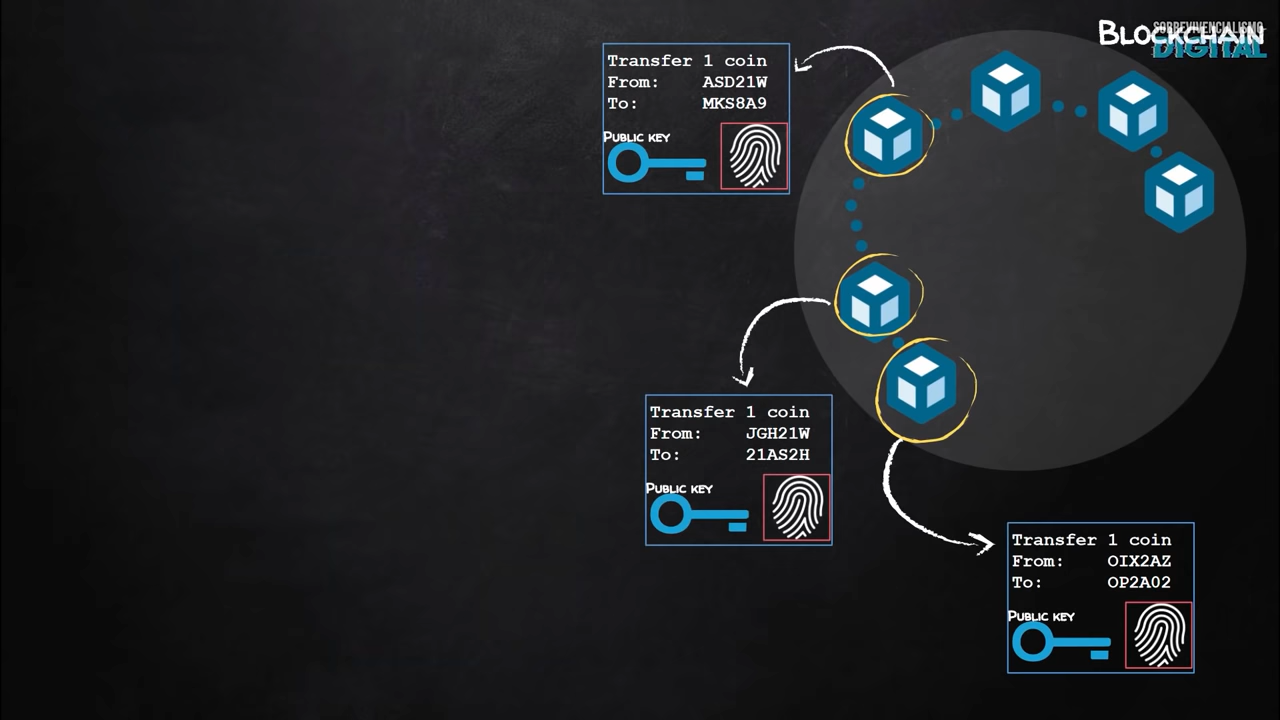 BLOCKCHAIN
SOBREVIVENCIALISMO
DIGITAL
Transfer 1 coin
From: ASD21W
To: MKS8A9
PUBLIC KEY
Transfer 1 coin
From: JGH21W
To: 21AS2H
PUBLIC KEY
Transfer 1 coin
From: OIX2AZ
To: OP2A02
PUBLIC KEY